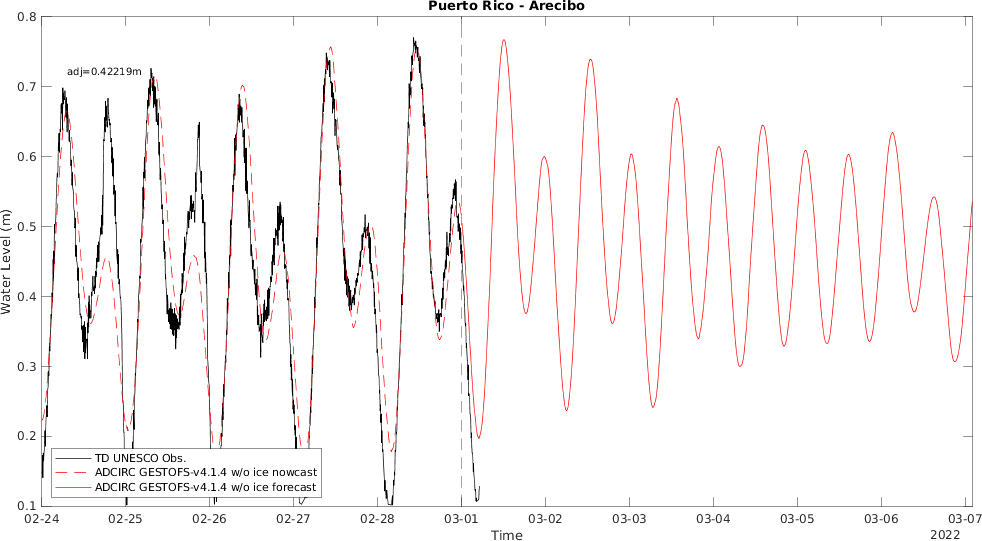 Puerto Rico - Arecibo
0.8
adj=0.42219m
0.7
0.6
0.5
Water Level (m)
0.4
0.3
0.2
TD UNESCO Obs.
ADCIRC GESTOFS-v4.1.4 w/o ice nowcast
ADCIRC GESTOFS-v4.1.4 w/o ice forecast
0.1
02-24 02-25 02-26 02-27 02-28 03-01 03-02 03-03 03-04 03-05 03-06 03-07
Time
2022